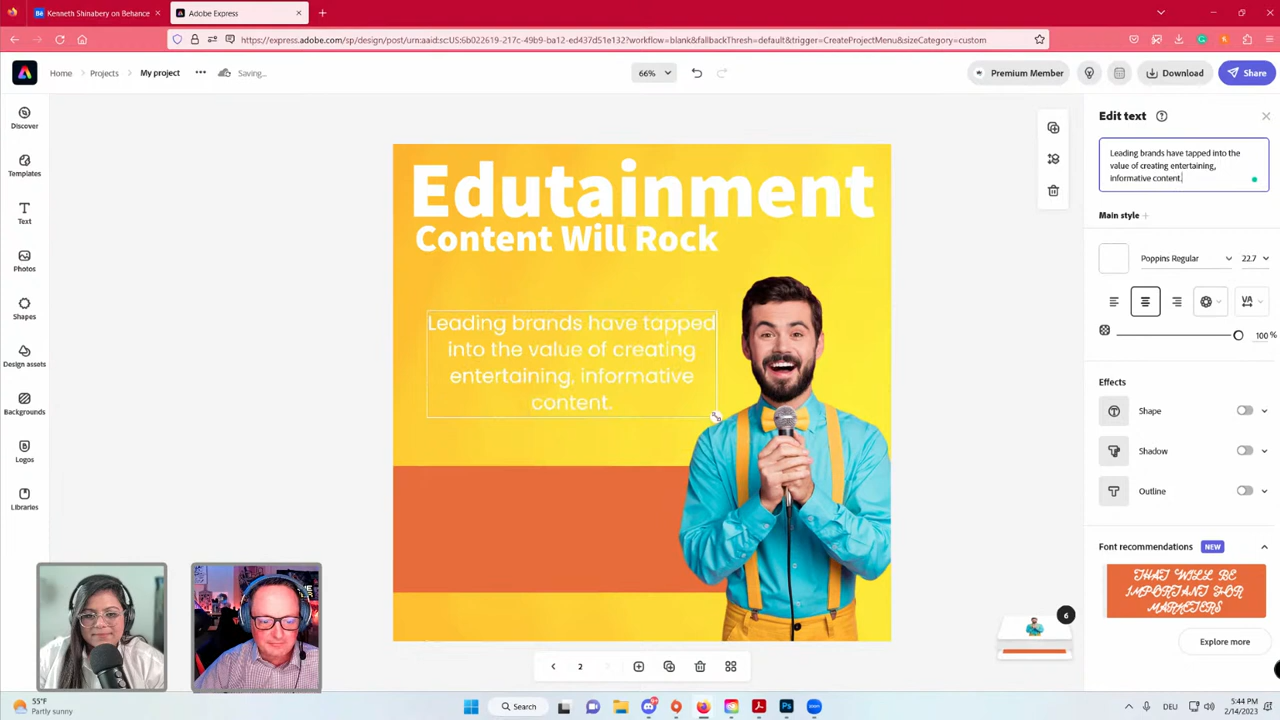 Bē Kenneth Shinabery on Behance
Adobe Express
https://express.adobe.com/sp/design/post/urn:aaid:sc:US:6b022619-217c-49b9-ba12-ed437d51e132?workflow=blank&fallbackThresh=default&trigger=CreateProjectMenu&sizeCategory=custom
Home Projects My project Saving... 66% Premium Member Download Share
Discover
Templates
Text
Photos
Shapes
Design assets
Backgrounds
Logos
Libraries
Edutainment
Content Will Rock
Leading brands have tapped
into the value of creating
entertaining, informative
content.
Edit text
Leading brands have tapped into the
value of creating entertaining,
informative content.
Main style
Poppins Regular 22.7
VA
100 %
Effects
Shape
Shadow
Outline
Font recommendations NEW
THAT WILL BE
IMPORTANT FOR
MARKETERS
Explore more
6
2
55°F
Partly sunny
Search
Ps
zoom
DEU
5:44 PM
2/14/2023